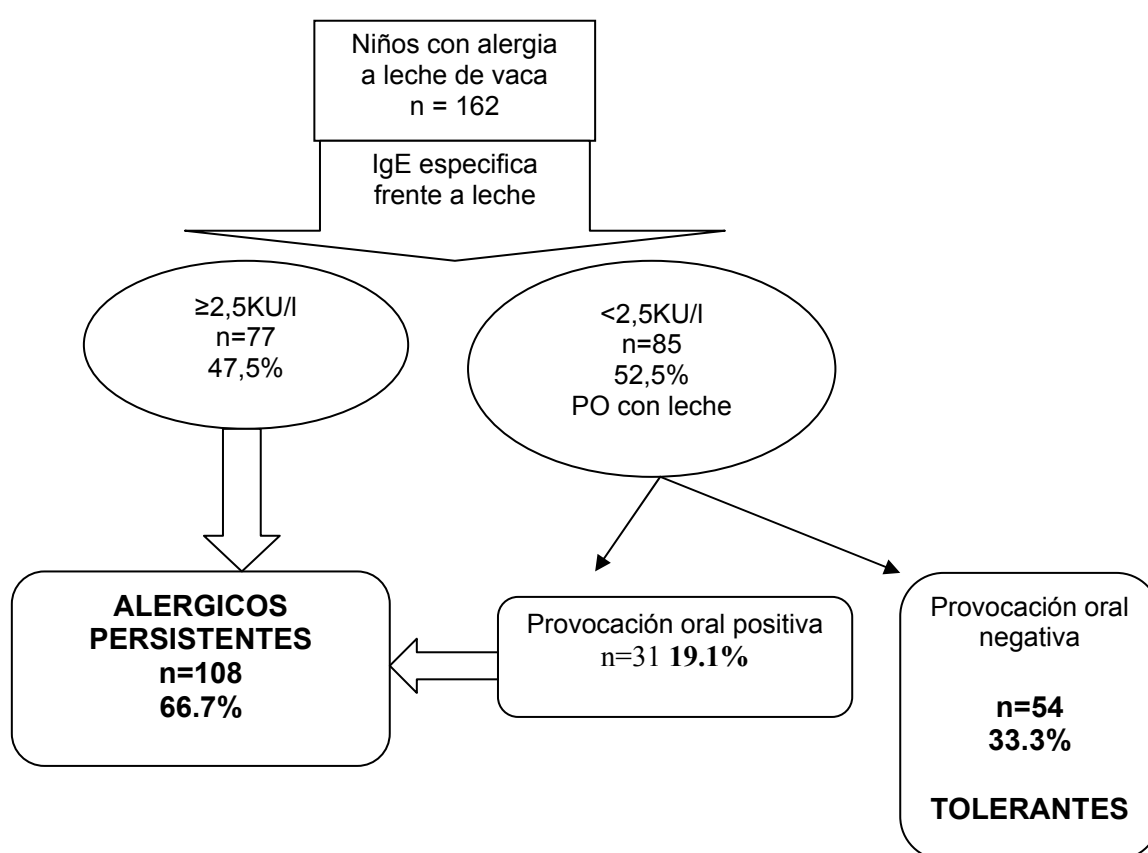 Niños con alergia
a leche de vaca
n = 162
IgE especifica
frente a leche
≥2,5KU/l
n=77
47,5%
<2,5KU/l
n=85
52,5%
PO con leche
ALERGICOS
PERSISTENTES
n=108
66.7%
Provocación oral positiva
n=31 19.1%
Provocación oral
negativa
n=54
33.3%
TOLERANTES